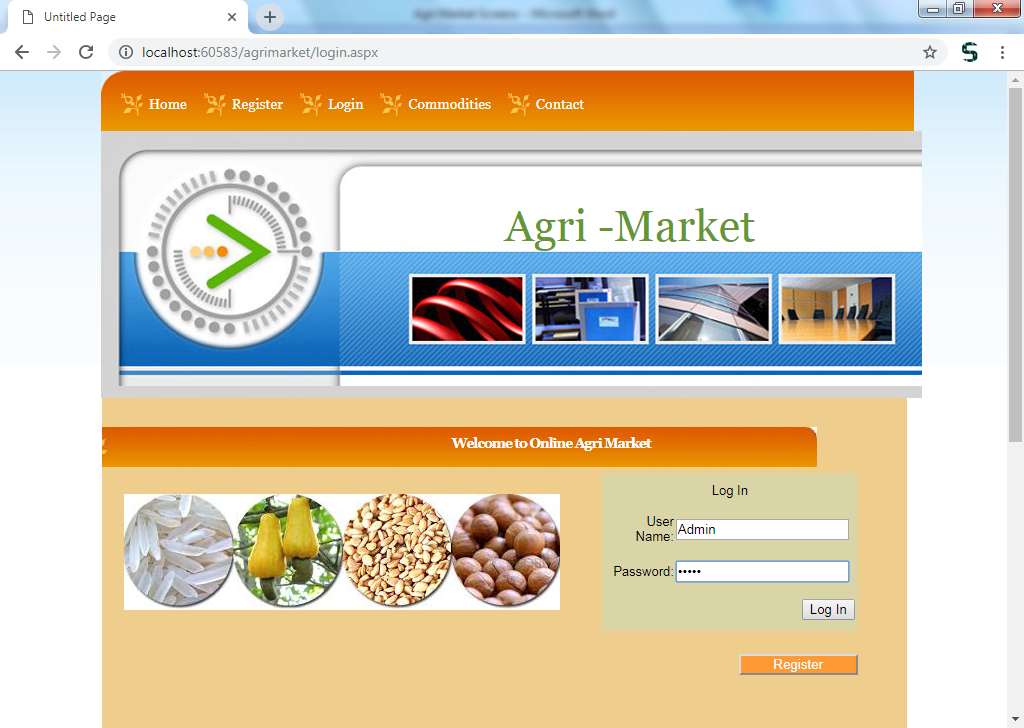 Agri Market Screens - Microsoft Word
Untitled Page
localhost:60583/agrimarket/login.aspx
Home Register Login Commodities Contact
Agri -Market
Welcome to Online Agri Market
Log In
User
Name: Admin
Password: •••••
Log In
Register